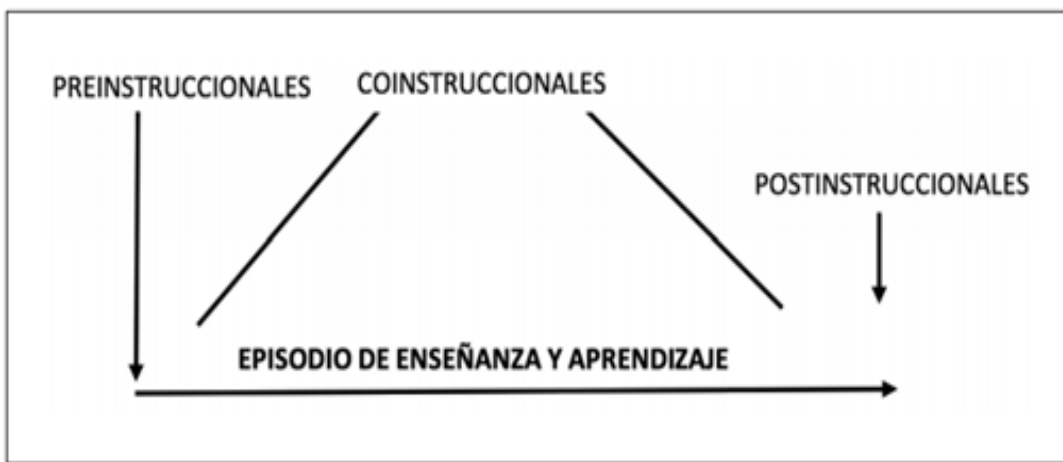 PREINSTRUCCIONALES
COINSTRUCCIONALES
POSTINSTRUCCIONALES
EPISODIO DE ENSEÑANZA Y APRENDIZAJE